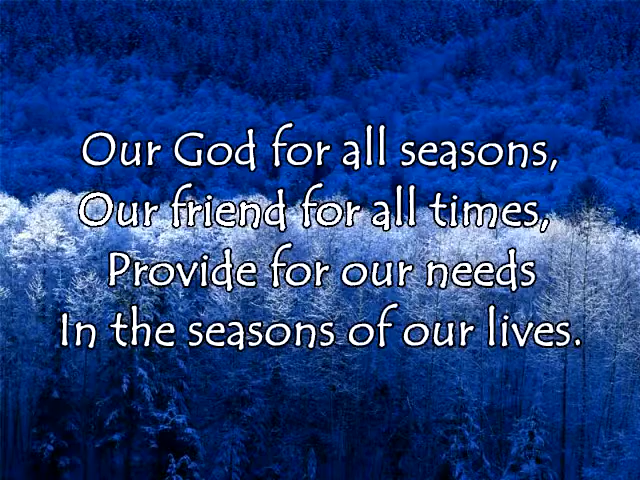 Our God for all seasons,
Our friend for all times,
Provide for our needs
In the seasons of our lives.